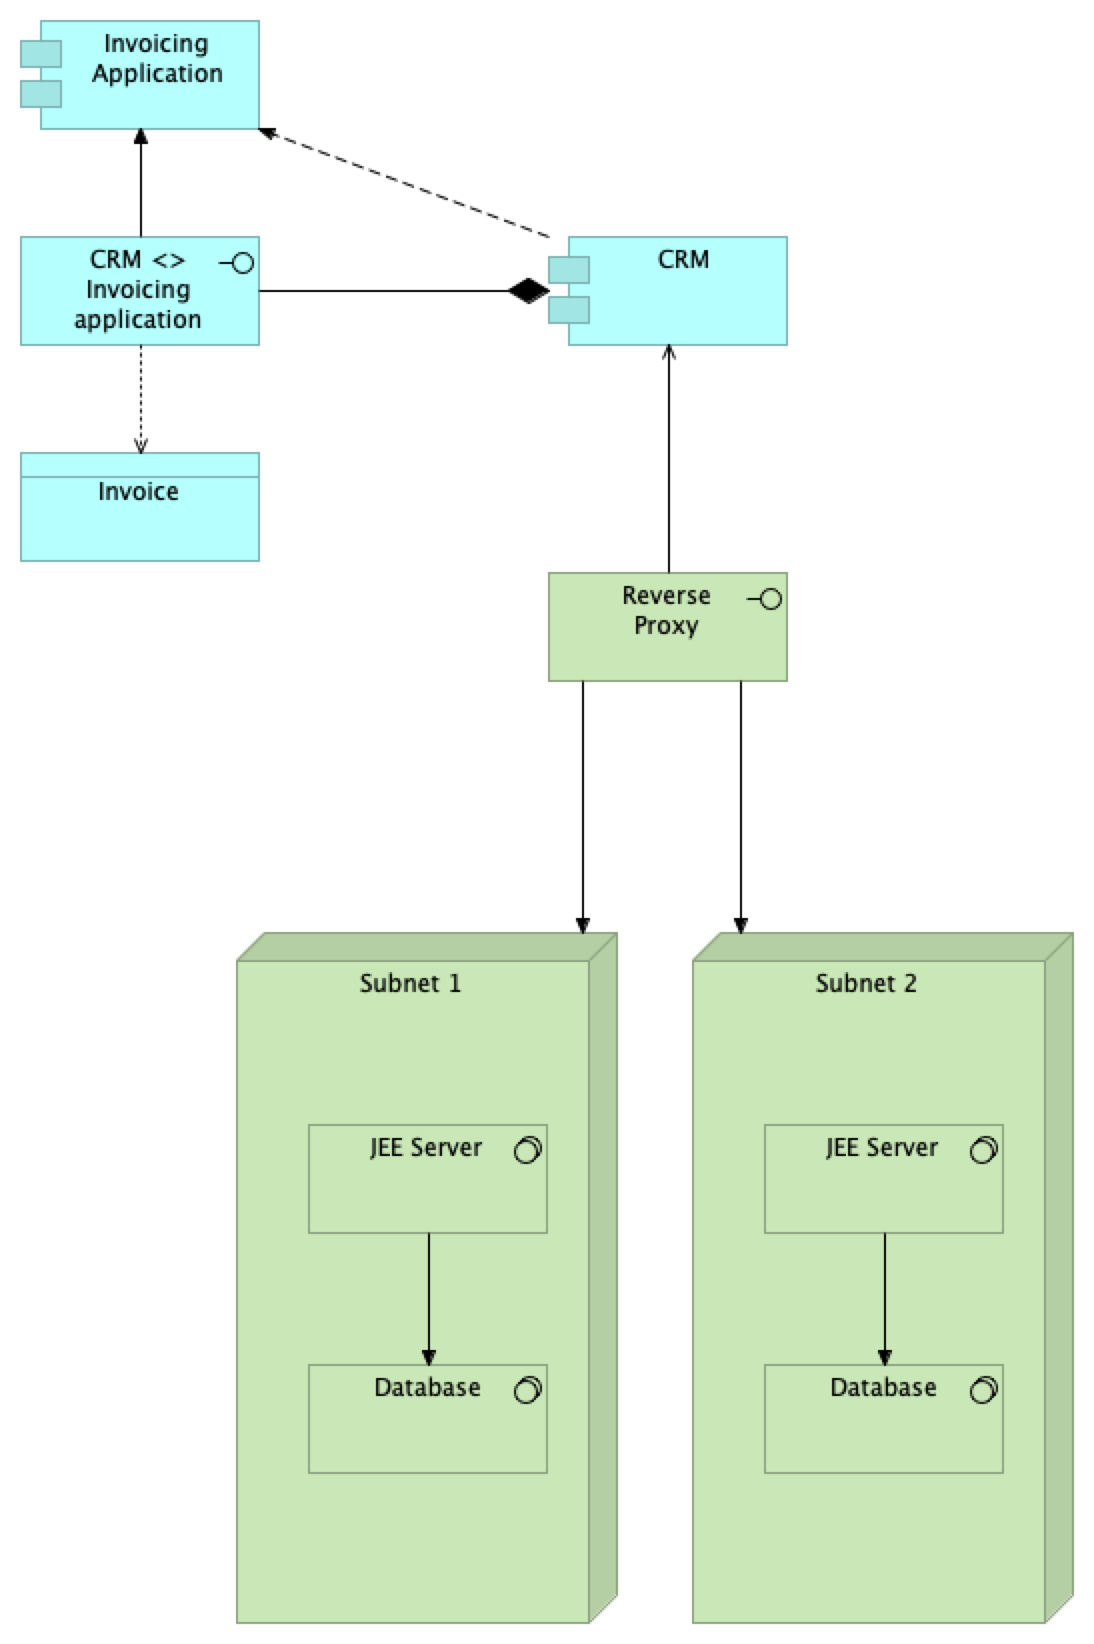 Invoicing
Application
CRM <>
Invoicing
application
CRM
Invoice
Reverse
Proxy
Subnet 1
Subnet 2
JEE Server
JEE Server
Database
Database